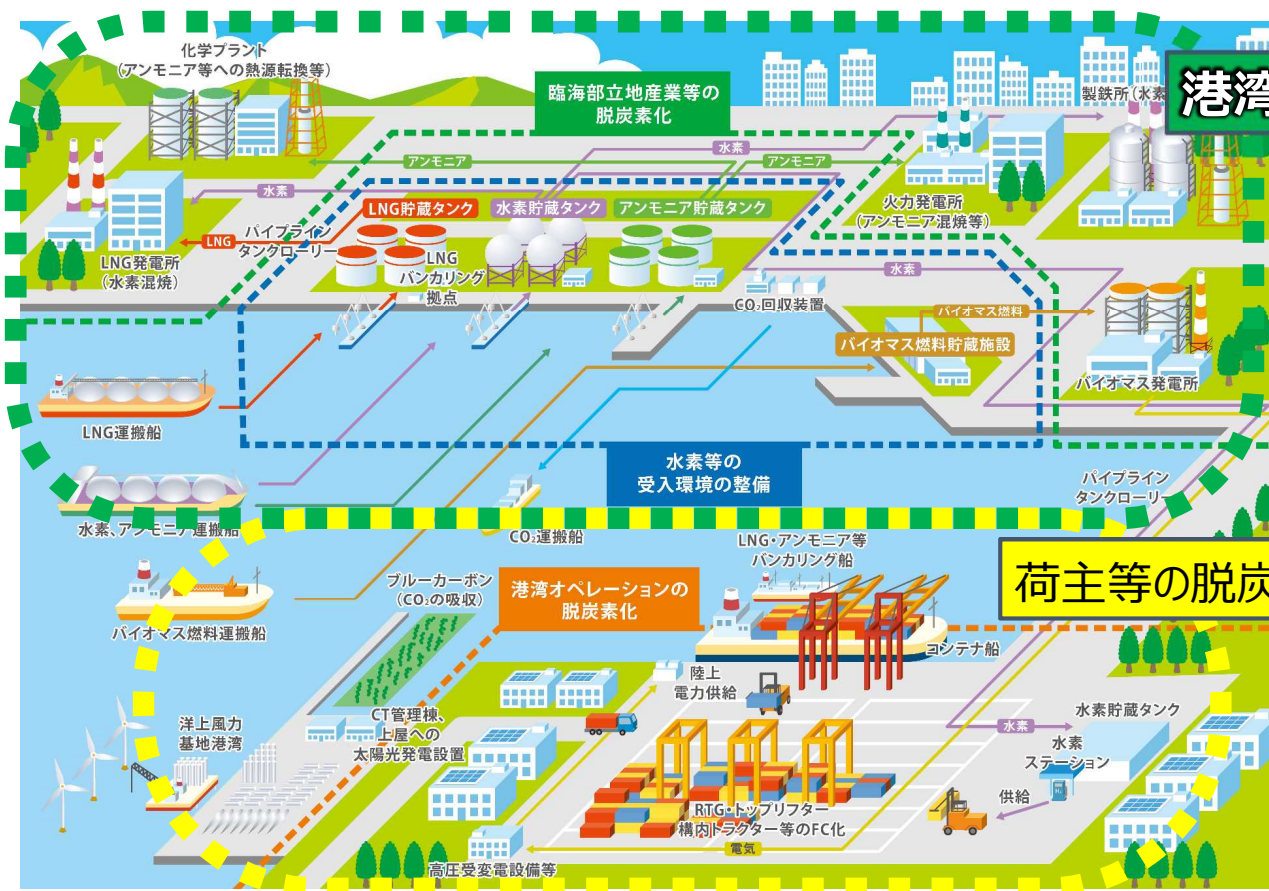 化学プラント
(アンモニア等への熱源転換等)
臨海部立地産業等の
脱炭素化
製鉄所(水素
港湾
アンモニア
水素
アンモニア
水素
LNG貯蔵タンク
水素貯蔵タンク
アンモニア貯蔵タンク
火力発電所
(アンモニア混焼等)
LNG
パイプライン
タンクローリー
LNG発電所
(水素混焼)
LNG
バンカリング
拠点
水素
CO₂回収装置
バイオマス燃料
バイオマス燃料貯蔵施設
バイオマス発電所
LNG運搬船
水素等の
受入環境の整備
パイプライン
タンクローリー
水素、アンモニア運搬船
CO₂運搬船
LNG・アンモニア等
バンカリング船
ブルーカーボン
(CO₂の吸収)
港湾オペレーションの
脱炭素化
荷主等の脱炭
バイオマス燃料運搬船
コンテナ船
陸上
電力供給
洋上風力
基地港湾
CT管理棟、
上屋への
太陽光発電設置
水素
水素貯蔵タンク
水素
ステーション
供給
RTG・トップリフター
構内トラクター等のFC化
電気
高圧受変電設備等